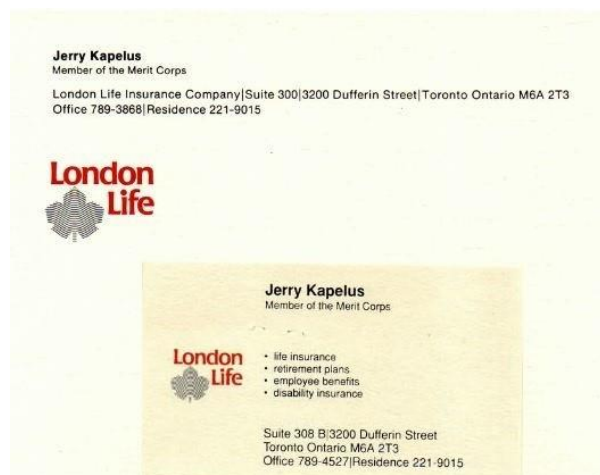 Jerry Kapelus
Member of the Merit Corps
London Life Insurance Company|Suite 300|3200 Dufferin Street|Toronto Ontario M6A 2T3
Office 789-3868|Residence 221-9015
London
Life
Jerry Kapelus
Member of the Merit Corps
London
Life
• life insurance
• retirement plans
• employee benefits
• disability insurance
Suite 308 B|3200 Dufferin Street
Toronto Ontario M6A 2T3
Office 789-4527|Residence 221-9015